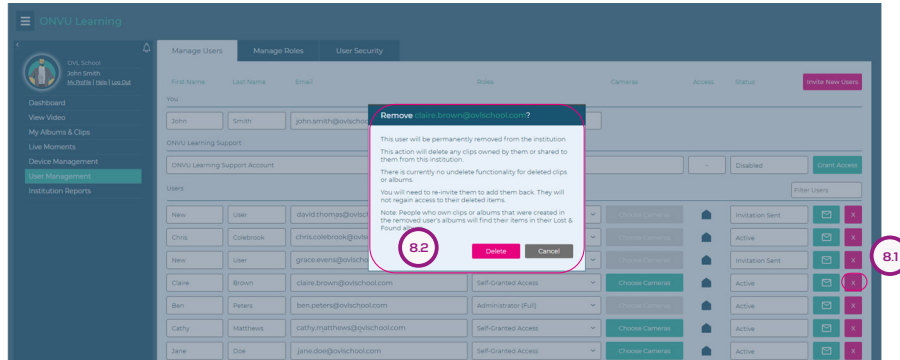 ONVU Learning
OVL School
John Smith
My Profile | Help | Log Out
Dashboard
View Video
My Albums & Clips
Live Moments
Device Management
User Management
Institution Reports
Manage Users Manage Roles User Security
First Name Last Name Email Roles Cameras Access Status Invite New Users
You
John Smith john.smith@ovlschoo
ONVU Learning Support
ONVU Learning Support Account - Disabled Grant Access
Users Filter Users
New User david.thomas@ovlsch Choose Cameras Invitation Sent X
Chris Colebrook chris.colebrook@ovls Choose Cameras Active X
New User grace.evens@ovlscho Choose Cameras Invitation Sent X
Claire Brown claire.brown@ovlschool.com Self-Granted Access Choose Cameras Active X
Ben Peters ben.peters@ovlschool.com Administrator (Full) Choose Cameras Active X
Cathy Matthews cathy.matthews@ovlschool.com Self-Granted Access Choose Cameras Active X
Jane Doe jane.doe@ovlschool.com Self-Granted Access Choose Cameras Active X
Remove claire.brown@ovlschool.com?
This user will be permanently removed from the institution
This action will delete any clips owned by them or shared to
them from this institution.
There is currently no undelete functionality for deleted clips
or albums.
You will need to re-invite them to add them back. They will
not regain access to their deleted items.
Note: People who own clips or albums that were created in
the removed user's albums will find their items in their Lost &
Found album
Delete Cancel
8.2
8.1